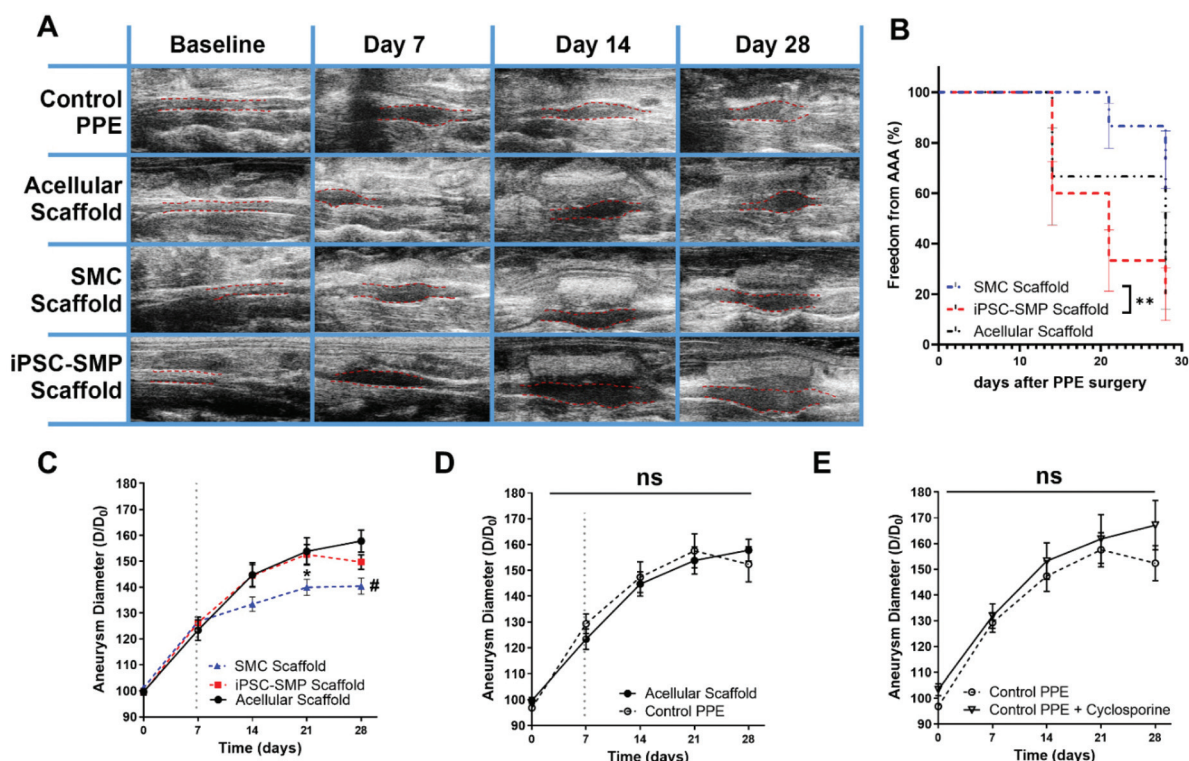 A
Baseline Day 7 Day 14 Day 28
Control
PPE
Acellular
Scaffold
SMC
Scaffold
iPSC-SMP
Scaffold
B
Freedom from AAA (%)
100
80
60
40
20
0
SMC Scaffold
iPSC-SMP Scaffold
Acellular Scaffold
**
0 10 20 30
days after PPE surgery
C
Aneurysm Diameter (D/D0)
180
170
160
150
140
130
120
110
100
90
*
#
SMC Scaffold
iPSC-SMP Scaffold
Acellular Scaffold
0 7 14 21 28
Time (days)
D
ns
Aneurysm Diameter (D/D0)
180
170
160
150
140
130
120
110
100
90
Acellular Scaffold
Control PPE
0 7 14 21 28
Time (days)
E
ns
Aneurysm Diameter (D/D0)
180
170
160
150
140
130
120
110
100
90
Control PPE
Control PPE + Cyclosporine
0 7 14 21 28
Time (days)